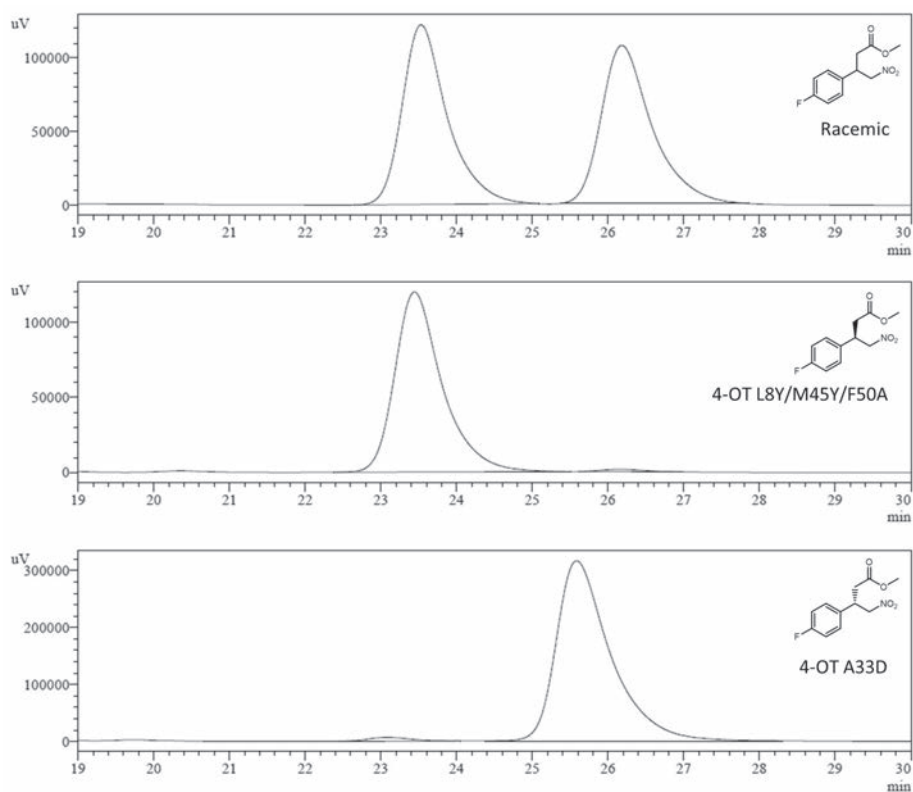 uV
100000
50000
0
19 20 21 22 23 24 25 26 27 28 29 30
min
O
O
NO2
F
Racemic
uV
100000
50000
0
19 20 21 22 23 24 25 26 27 28 29 30
min
O
O
NO2
F
4-OT L8Y/M45Y/F50A
uV
300000
200000
100000
0
19 20 21 22 23 24 25 26 27 28 29 30
min
O
O
NO2
F
4-OT A33D